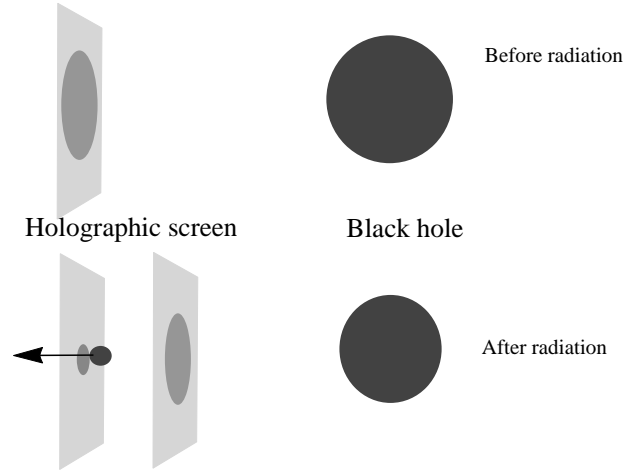 Before radiation
Holographic screen
Black hole
After radiation